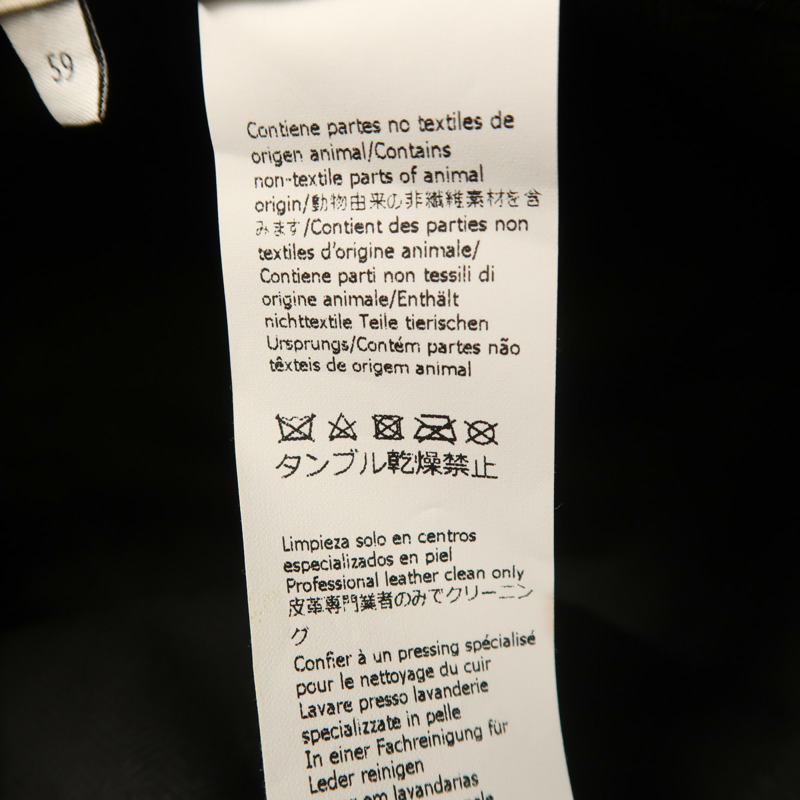 59
Contiene partes no textiles de
origen animal/Contains
non-textile parts of animal
origin/動物由来の非繊維素材を含
みます/Contient des parties non
textiles d'origine animale/
Contiene parti non tessili di
origine animale/Enthält
nichttextile Teile tierischen
Ursprungs/Contém partes não
têxteis de origem animal
タンブル乾燥禁止
Limpieza solo en centros
especializados en piel
Professional leather clean only
皮革専門業者のみでクリーニン
グ
Confier à un pressing spécialisé
pour le nettoyage du cuir
Lavare presso lavanderie
specializzate in pelle
In einer Fachreinigung für
Leder reinigen
em lavandarias